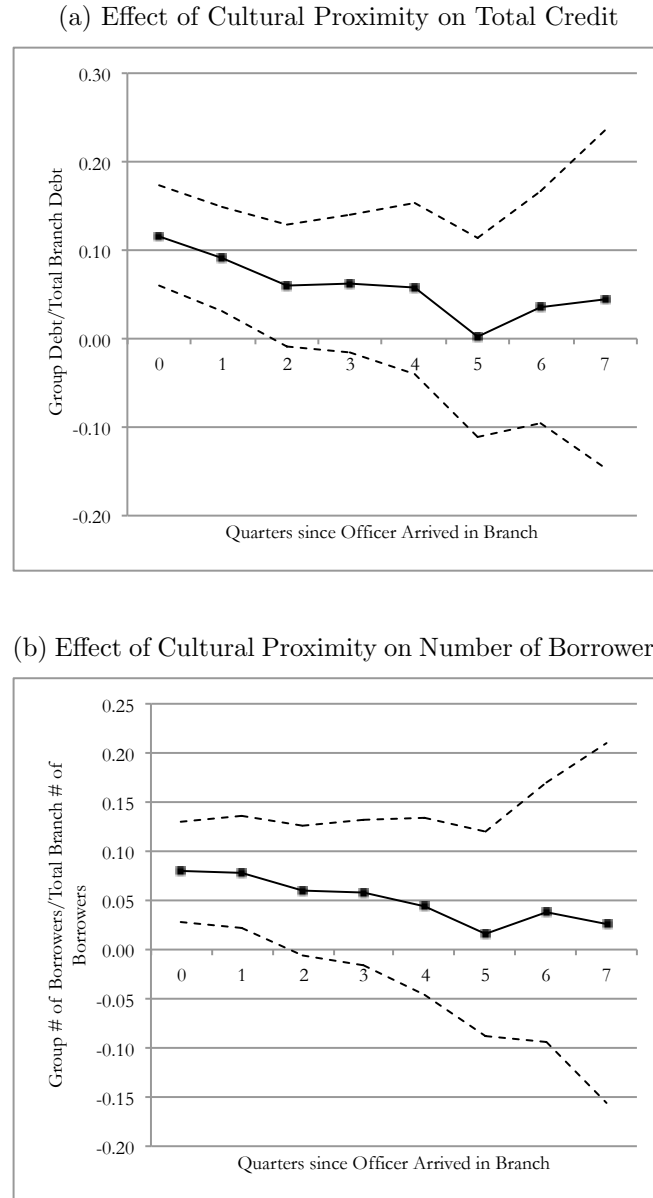 (a) Effect of Cultural Proximity on Total Credit
0.30
0.20
0.10
0.00
-0.10
-0.20
Group Debt/Total Branch Debt
0 1 2 3 4 5 6 7
Quarters since Officer Arrived in Branch
(b) Effect of Cultural Proximity on Number of Borrower
0.25
0.20
0.15
0.10
0.05
0.00
-0.05
-0.10
-0.15
-0.20
Group # of Borrowers/Total Branch # of
Borrowers
0 1 2 3 4 5 6 7
Quarters since Officer Arrived in Branch